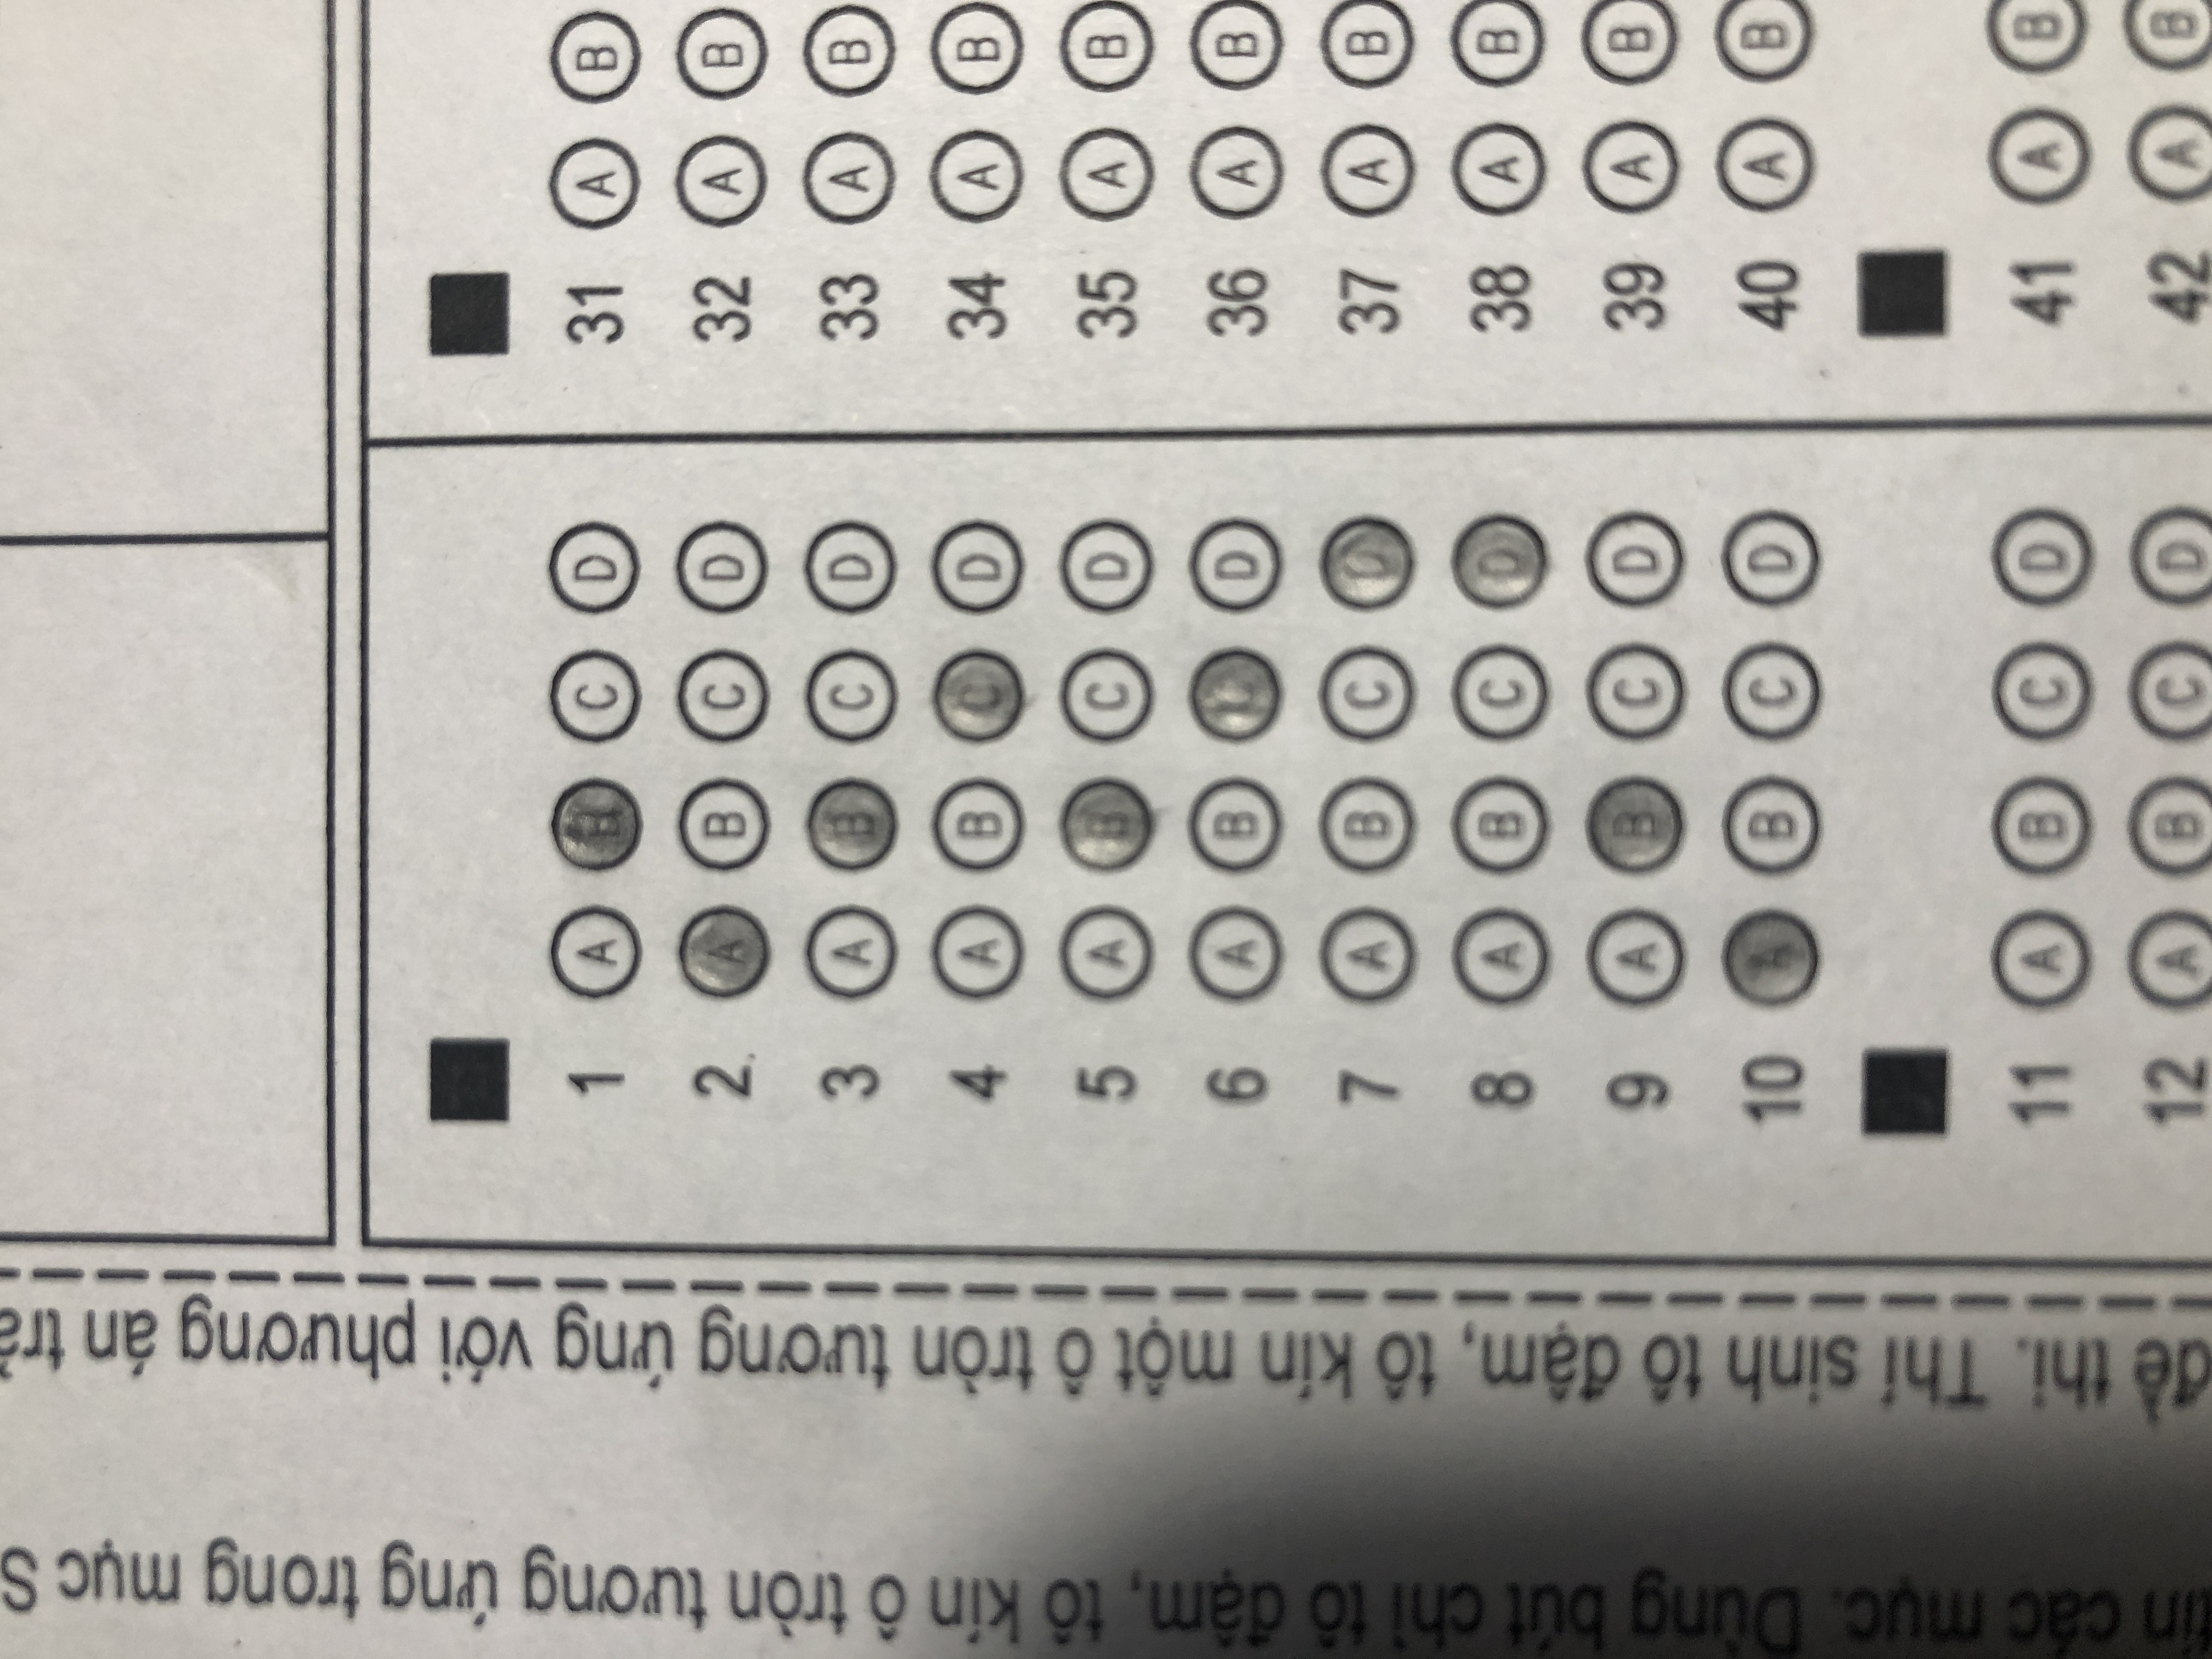 tin các mục. Dùng bút chì tô đậm, tô kín ô tròn tương ứng trong mục S
đề thi. Thí sinh tô đậm, tô kín một ô tròn tương ứng với phương án trả
1 A B C D
2 A B C D
3 A B C D
4 A B C D
5 A B C D
6 A B C D
7 A B C D
8 A B C D
9 A B C D
10 A B C D
11 A B C D
12 A B C D
31 A B
32 A B
33 A B
34 A B
35 A B
36 A B
37 A B
38 A B
39 A B
40 A B
41 A B
42 A B